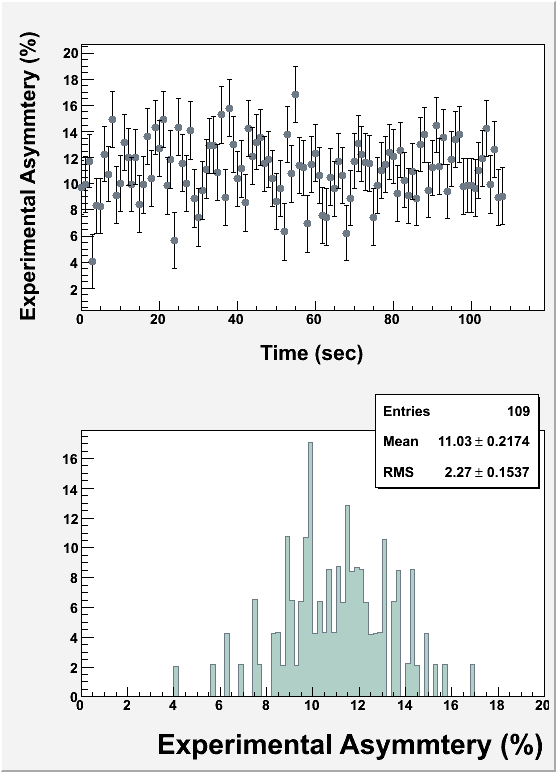 Experimental Asymmtery (%)
20
18
16
14
12
10
8
6
4
2
0 20 40 60 80 100
Time (sec)
Entries 109
Mean 11.03 ± 0.2174
RMS 2.27 ± 0.1537
16
14
12
10
8
6
4
2
0
0 2 4 6 8 10 12 14 16 18 20
Experimental Asymmtery (%)